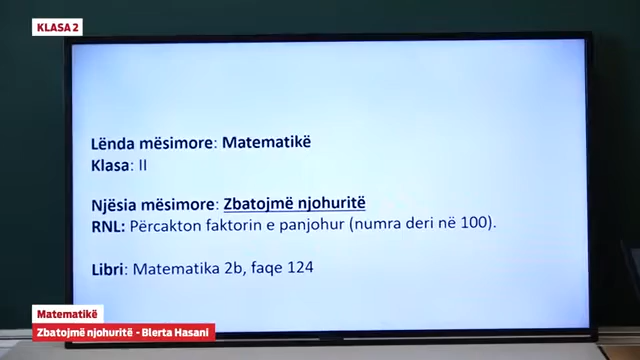 KLASA 2
Lënda mësimore: Matematikë
Klasa: II
Njësia mësimore: Zbatojmë njohuritë
RNL: Përcakton faktorin e panjohur (numra deri në 100).
Libri: Matematika 2b, faqe 124
Matematikë
Zbatojmë njohuritë - Blerta Hasani